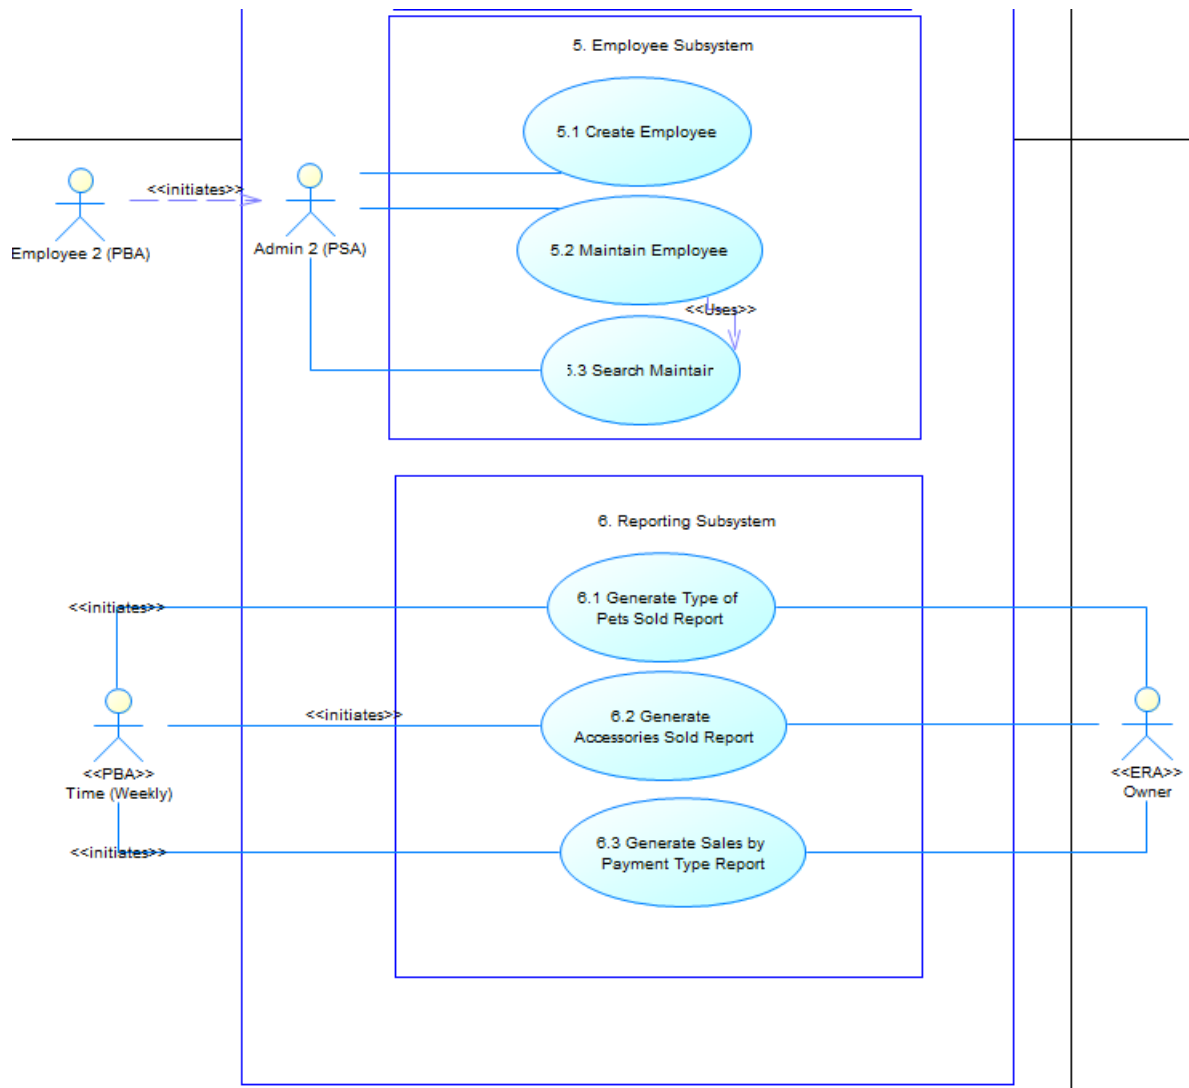 5. Employee Subsystem
5.1 Create Employee
<<initiates>>
Employee 2 (PBA)
Admin 2 (PSA)
5.2 Maintain Employee
<<Uses>>
5.3 Search Maintain
6. Reporting Subsystem
<<initiates>>
6.1 Generate Type of
Pets Sold Report
<<initiates>>
6.2 Generate
Accessories Sold Report
<<PBA>>
Time (Weekly)
<<ERA>>
Owner
<<initiates>>
6.3 Generate Sales by
Payment Type Report